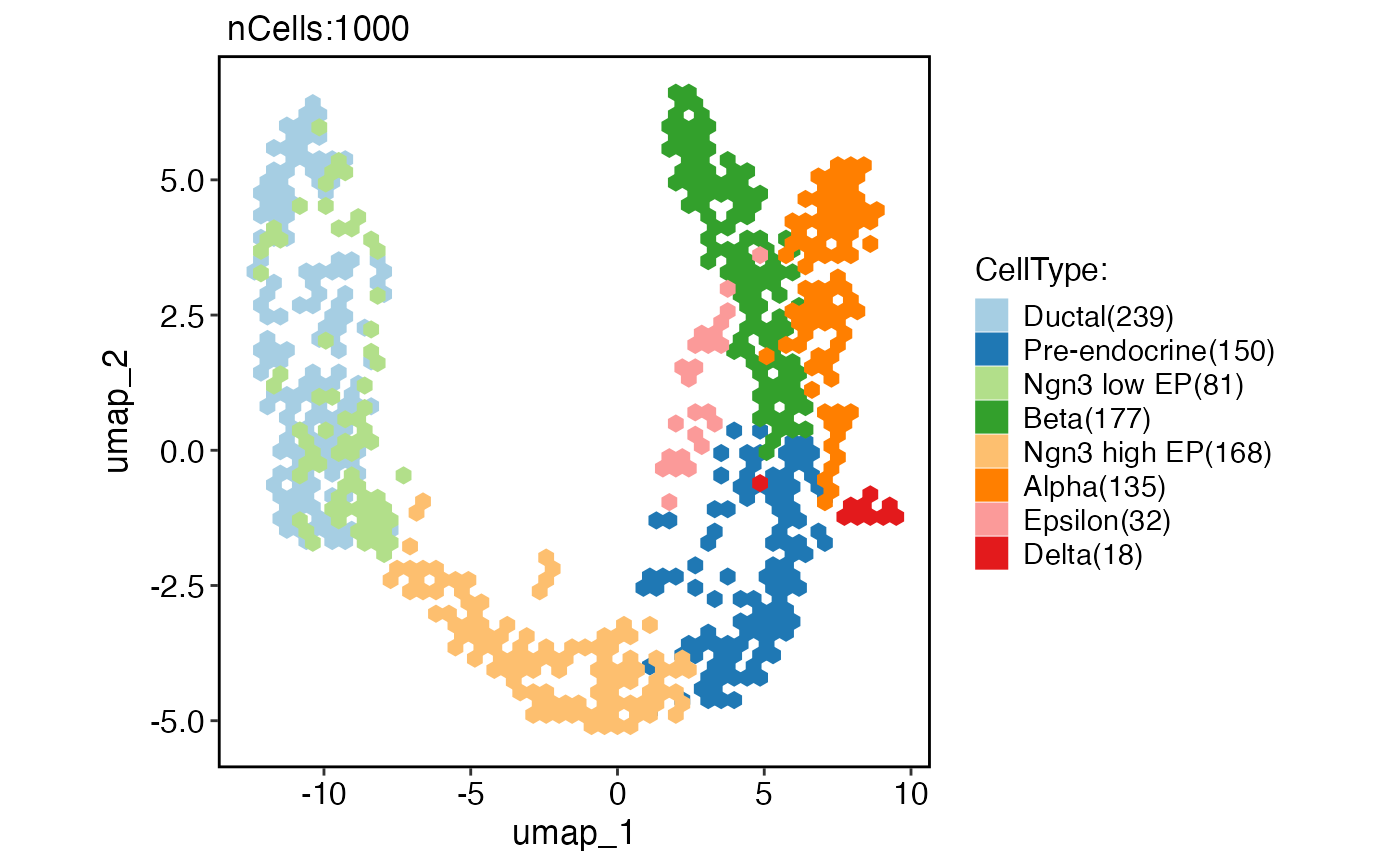 nCells:1000
umap_2
5.0
2.5
0.0
-2.5
-5.0
-10
-5
0
5
10
umap_1
CellType:
Ductal(239)
Pre-endocrine(150)
Ngn3 low EP(81)
Beta(177)
Ngn3 high EP(168)
Alpha(135)
Epsilon(32)
Delta(18)